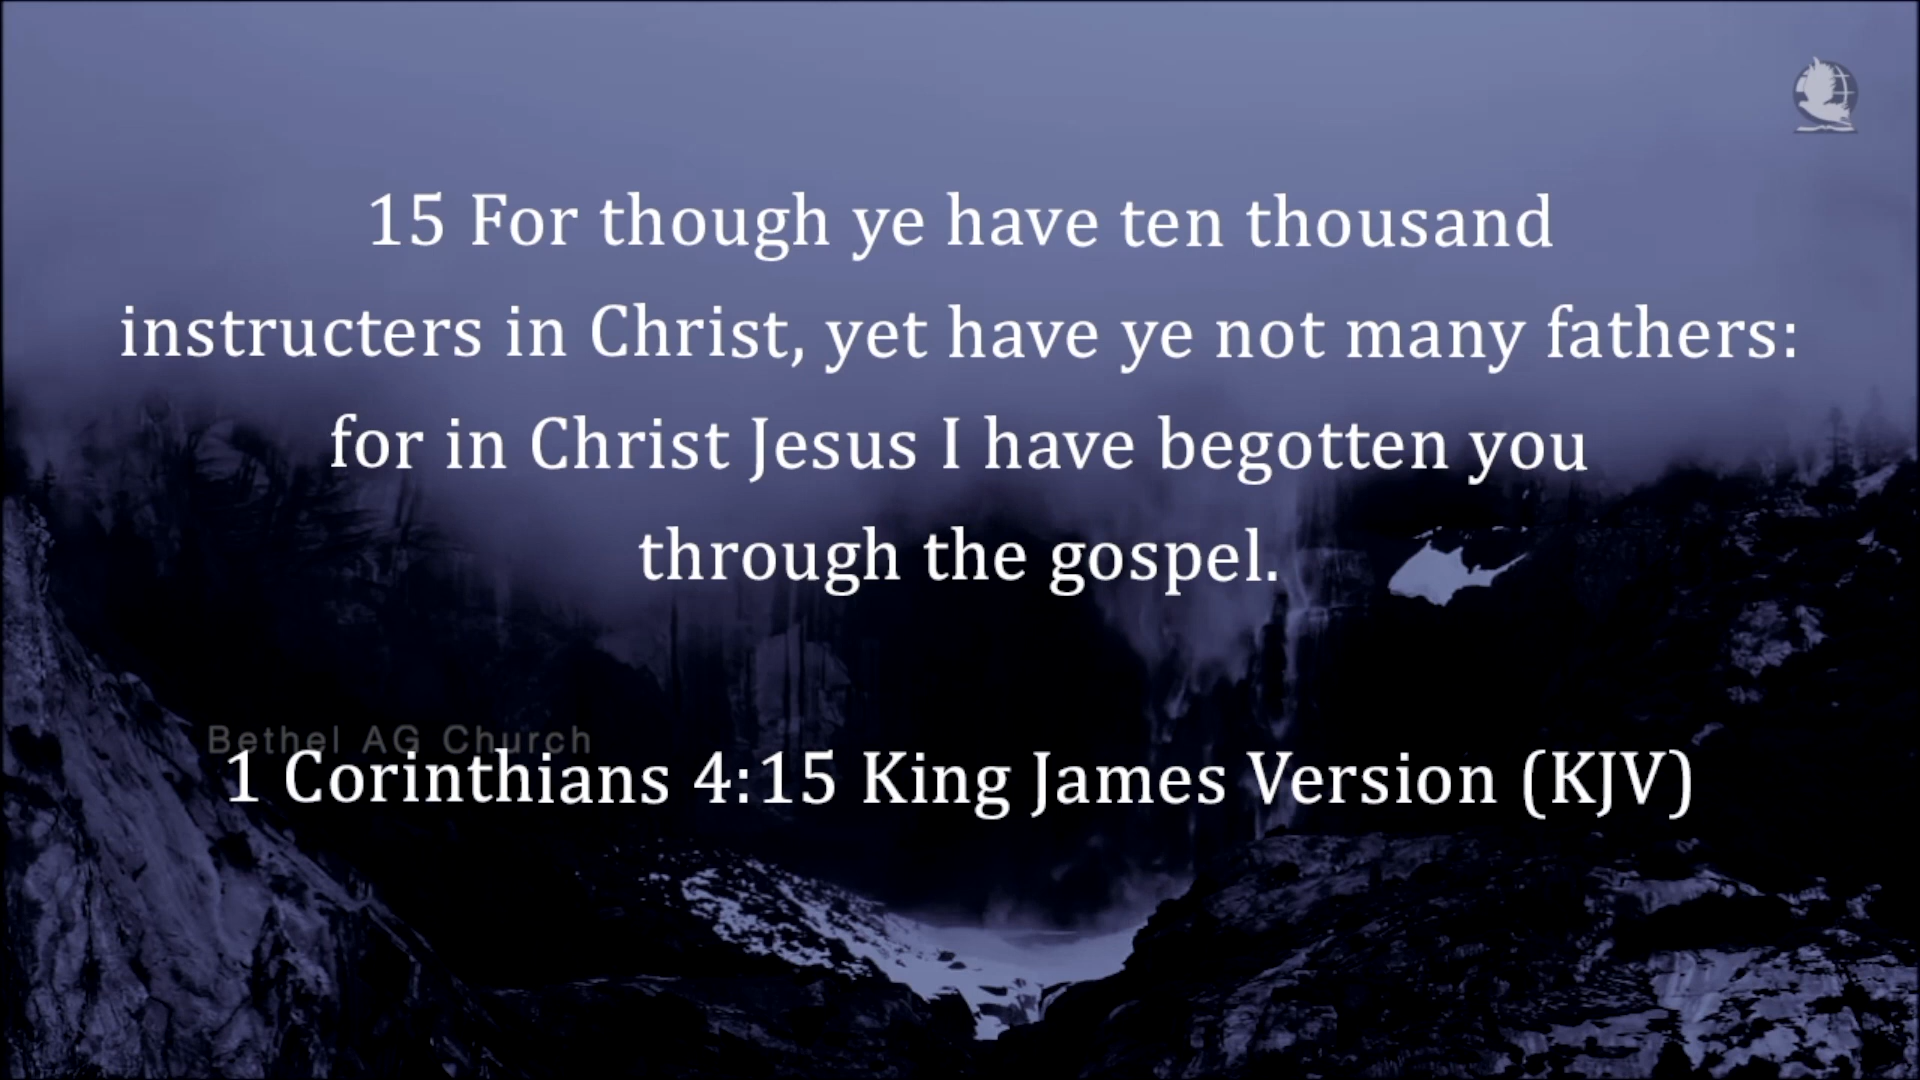 15 For though ye have ten thousand
instructers in Christ, yet have ye not many fathers:
for in Christ Jesus I have begotten you
through the gospel.
Bethel AG Church
1 Corinthians 4:15 King James Version (KJV)